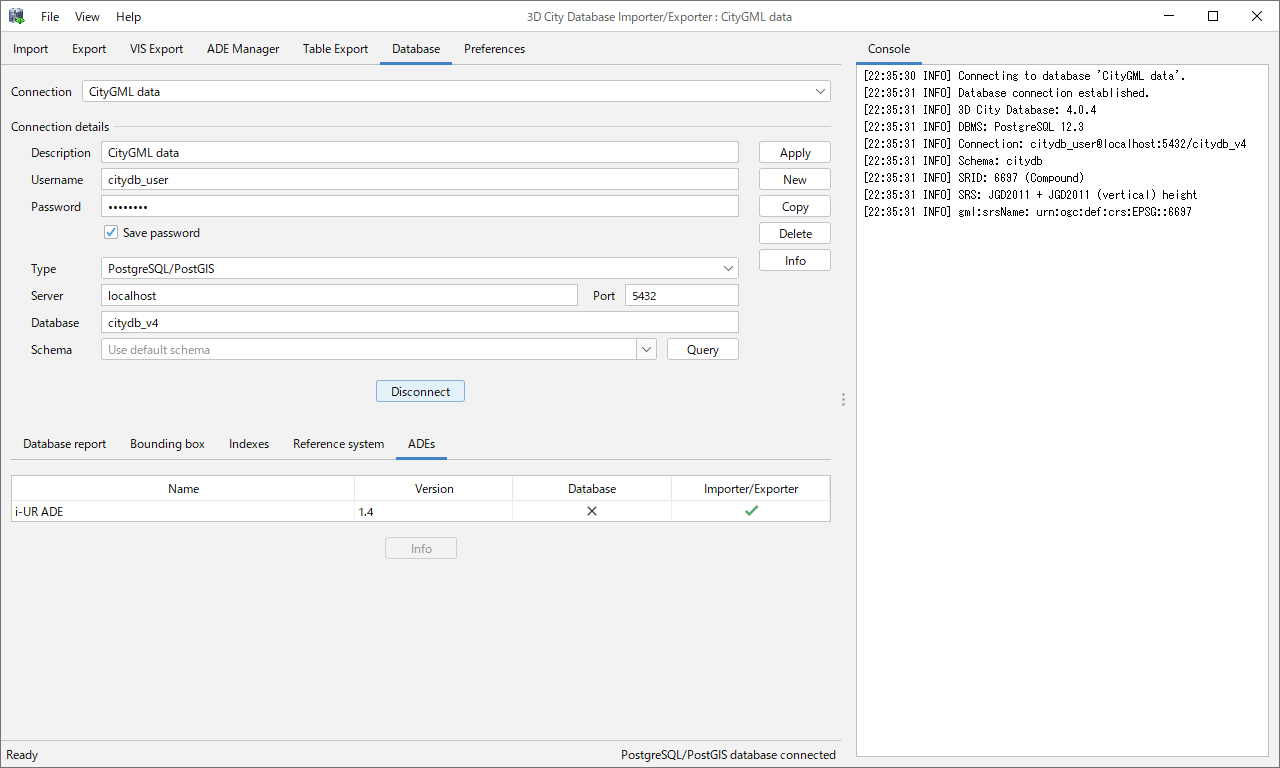 File View Help 3D City Database Importer/Exporter : CityGML data
Import Export VIS Export ADE Manager Table Export Database Preferences
Connection CityGML data
Connection details
Description CityGML data Apply
Username citydb_user New
Password •••••••• Copy
Save password Delete
Info
Type PostgreSQL/PostGIS
Server localhost Port 5432
Database citydb_v4
Schema Use default schema Query
Disconnect
Database report Bounding box Indexes Reference system ADEs
Name Version Database Importer/Exporter
i-UR ADE 1.4
Info
Ready PostgreSQL/PostGIS database connected
Console
[22:35:30 INFO] Connecting to database 'CityGML data'.
[22:35:31 INFO] Database connection established.
[22:35:31 INFO] 3D City Database: 4.0.4
[22:35:31 INFO] DBMS: PostgreSQL 12.3
[22:35:31 INFO] Connection: citydb_user@localhost:5432/citydb_v4
[22:35:31 INFO] Schema: citydb
[22:35:31 INFO] SRID: 6697 (Compound)
[22:35:31 INFO] SRS: JGD2011 + JGD2011 (vertical) height
[22:35:31 INFO] gml:srsName: urn:ogc:def:crs:EPSG::6697